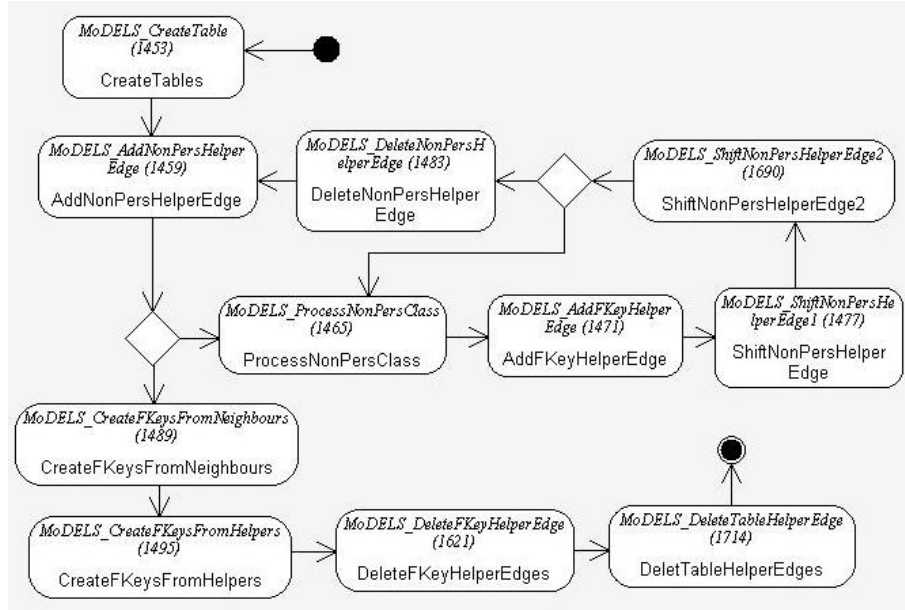 MoDELS_CreateTable
(1453)
CreateTables
MoDELS_AddNonPersHelper
Edge (1459)
AddNonPersHelperEdge
MoDELS_DeleteNonPersH
elperEdge (1483)
DeleteNonPersHelper
Edge
MoDELS_ShiftNonPersHelperEdge2
(1690)
ShiftNonPersHelperEdge2
MoDELS_ProcessNonPersClass
(1465)
ProcessNonPersClass
MoDELS_AddFKeyHelper
Edge (1471)
AddFKeyHelperEdge
MoDELS_ShiftNonPersHe
lperEdge1 (1477)
ShiftNonPersHelper
Edge
MoDELS_CreateFKeysFromNeighbours
(1489)
CreateFKeysFromNeighbours
MoDELS_CreateFKeysFromHelpers
(1495)
CreateFKeysFromHelpers
MoDELS_DeleteFKeyHelperEdge
(1621)
DeleteFKeyHelperEdges
MoDELS_DeleteTableHelperEdge
(1714)
DeletTableHelperEdges